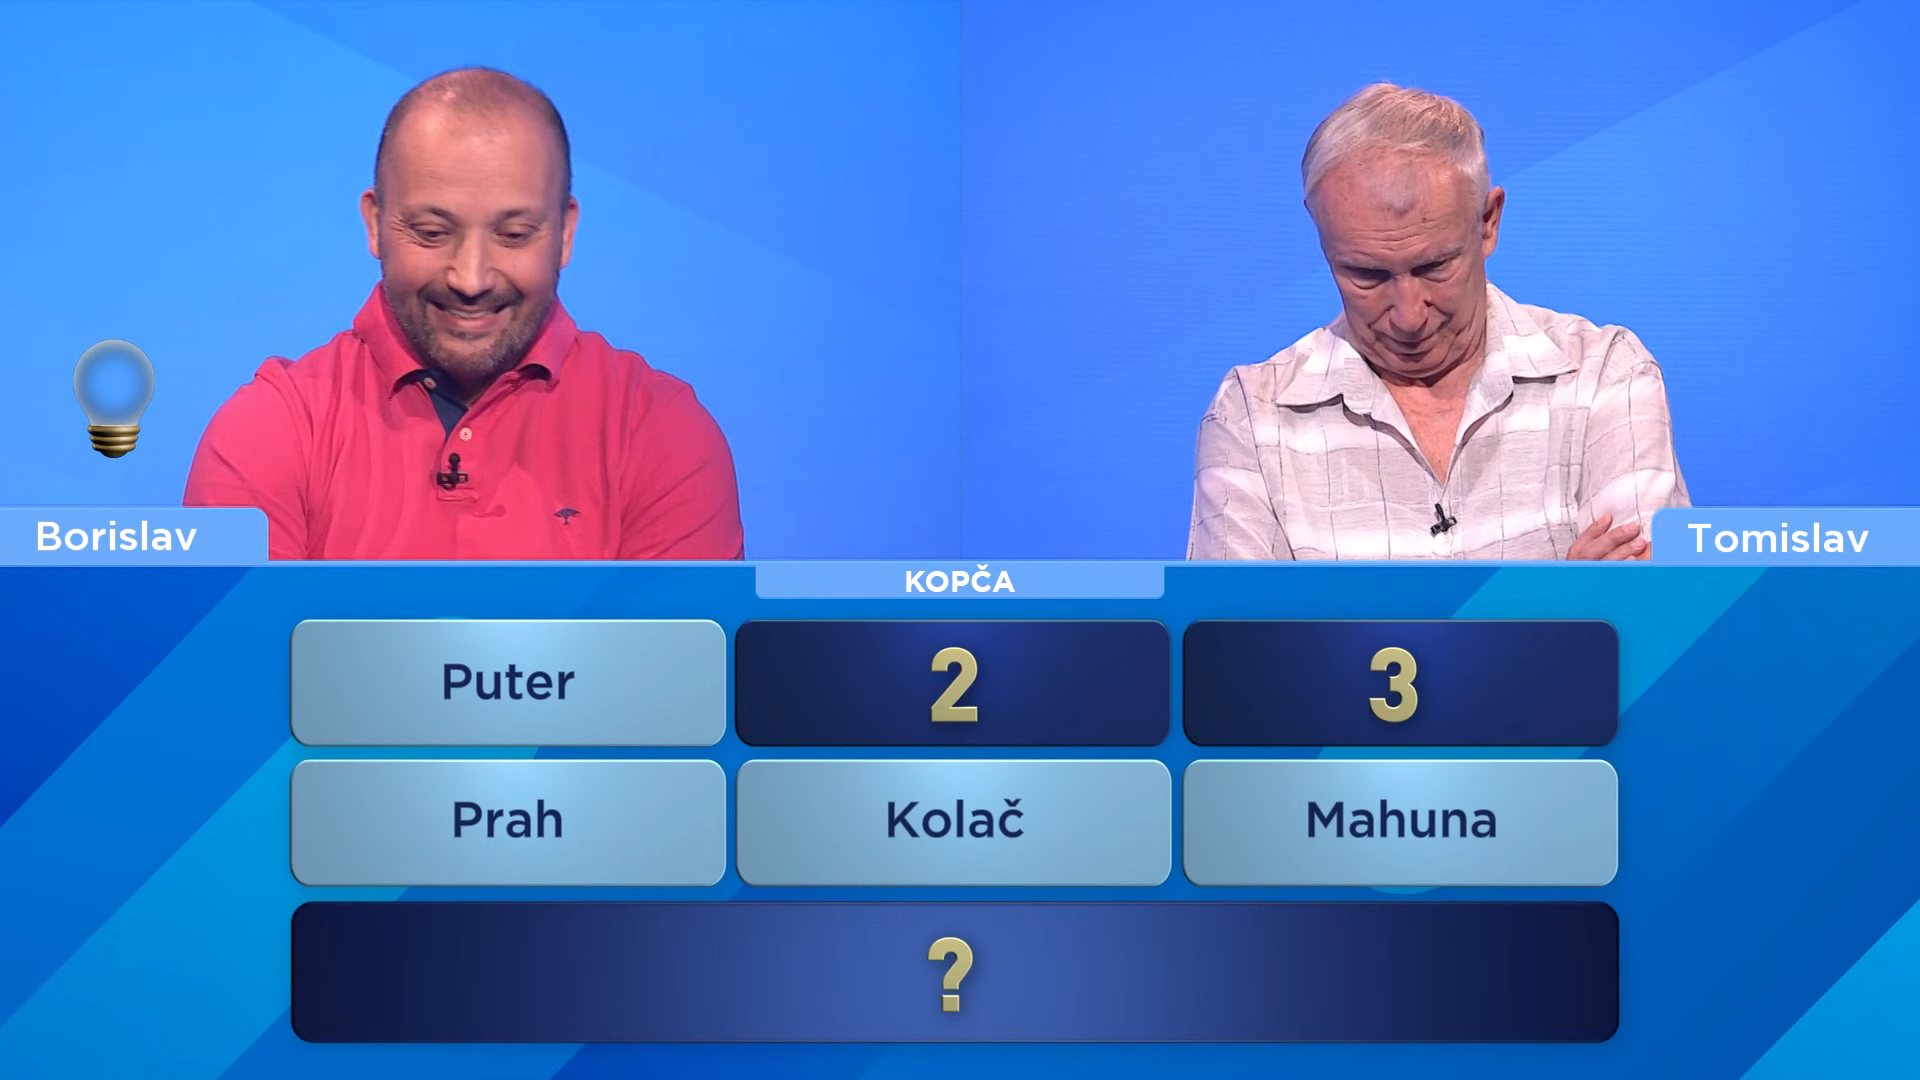 Borislav
Tomislav
KOPČA
Puter
2
3
Prah
Kolač
Mahuna
?